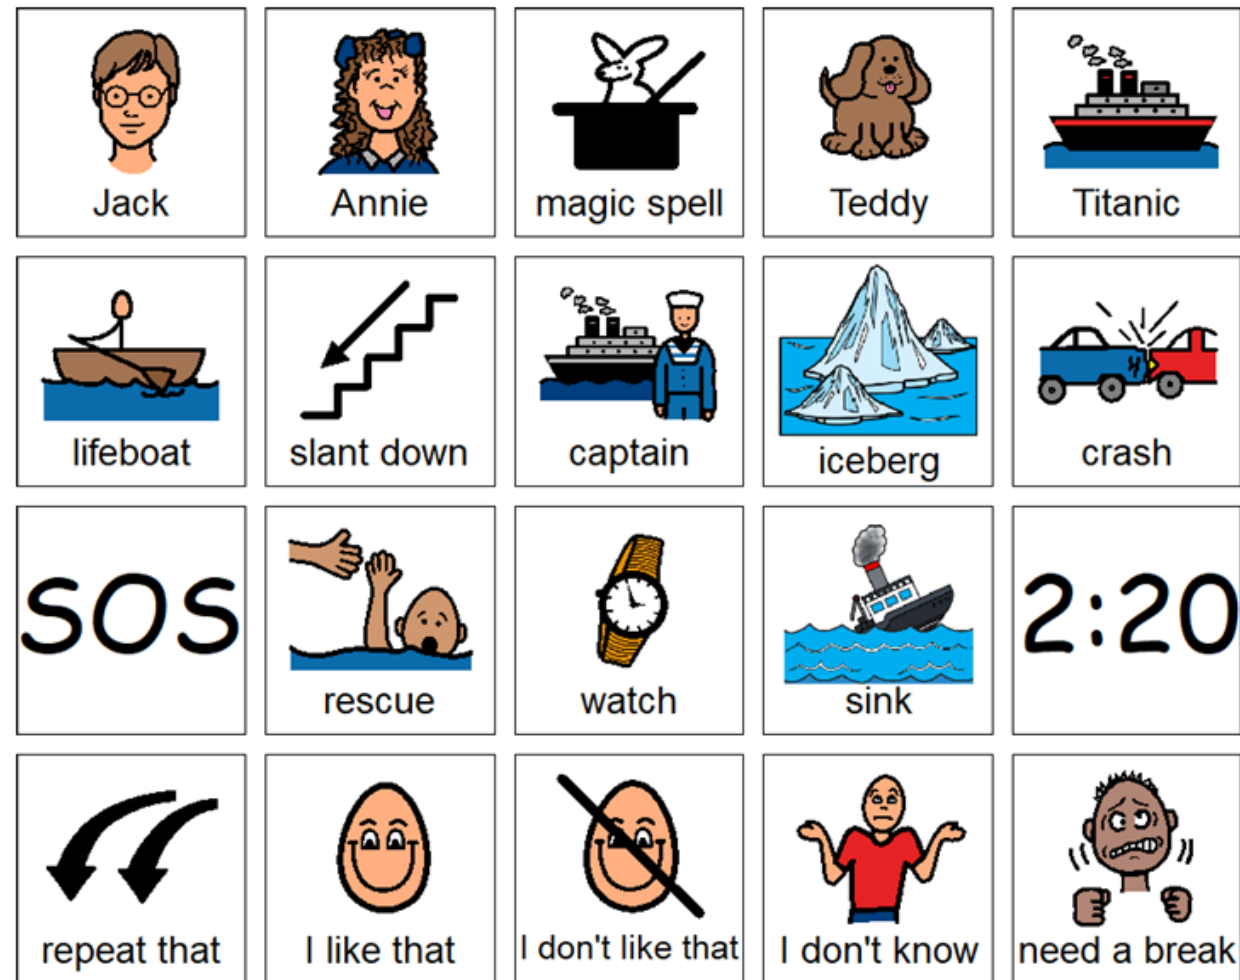 Jack
Annie
magic spell
Teddy
Titanic
lifeboat
slant down
captain
iceberg
crash
SOS
rescue
watch
sink
2:20
repeat that
I like that
I don't like that
I don't know
need a break